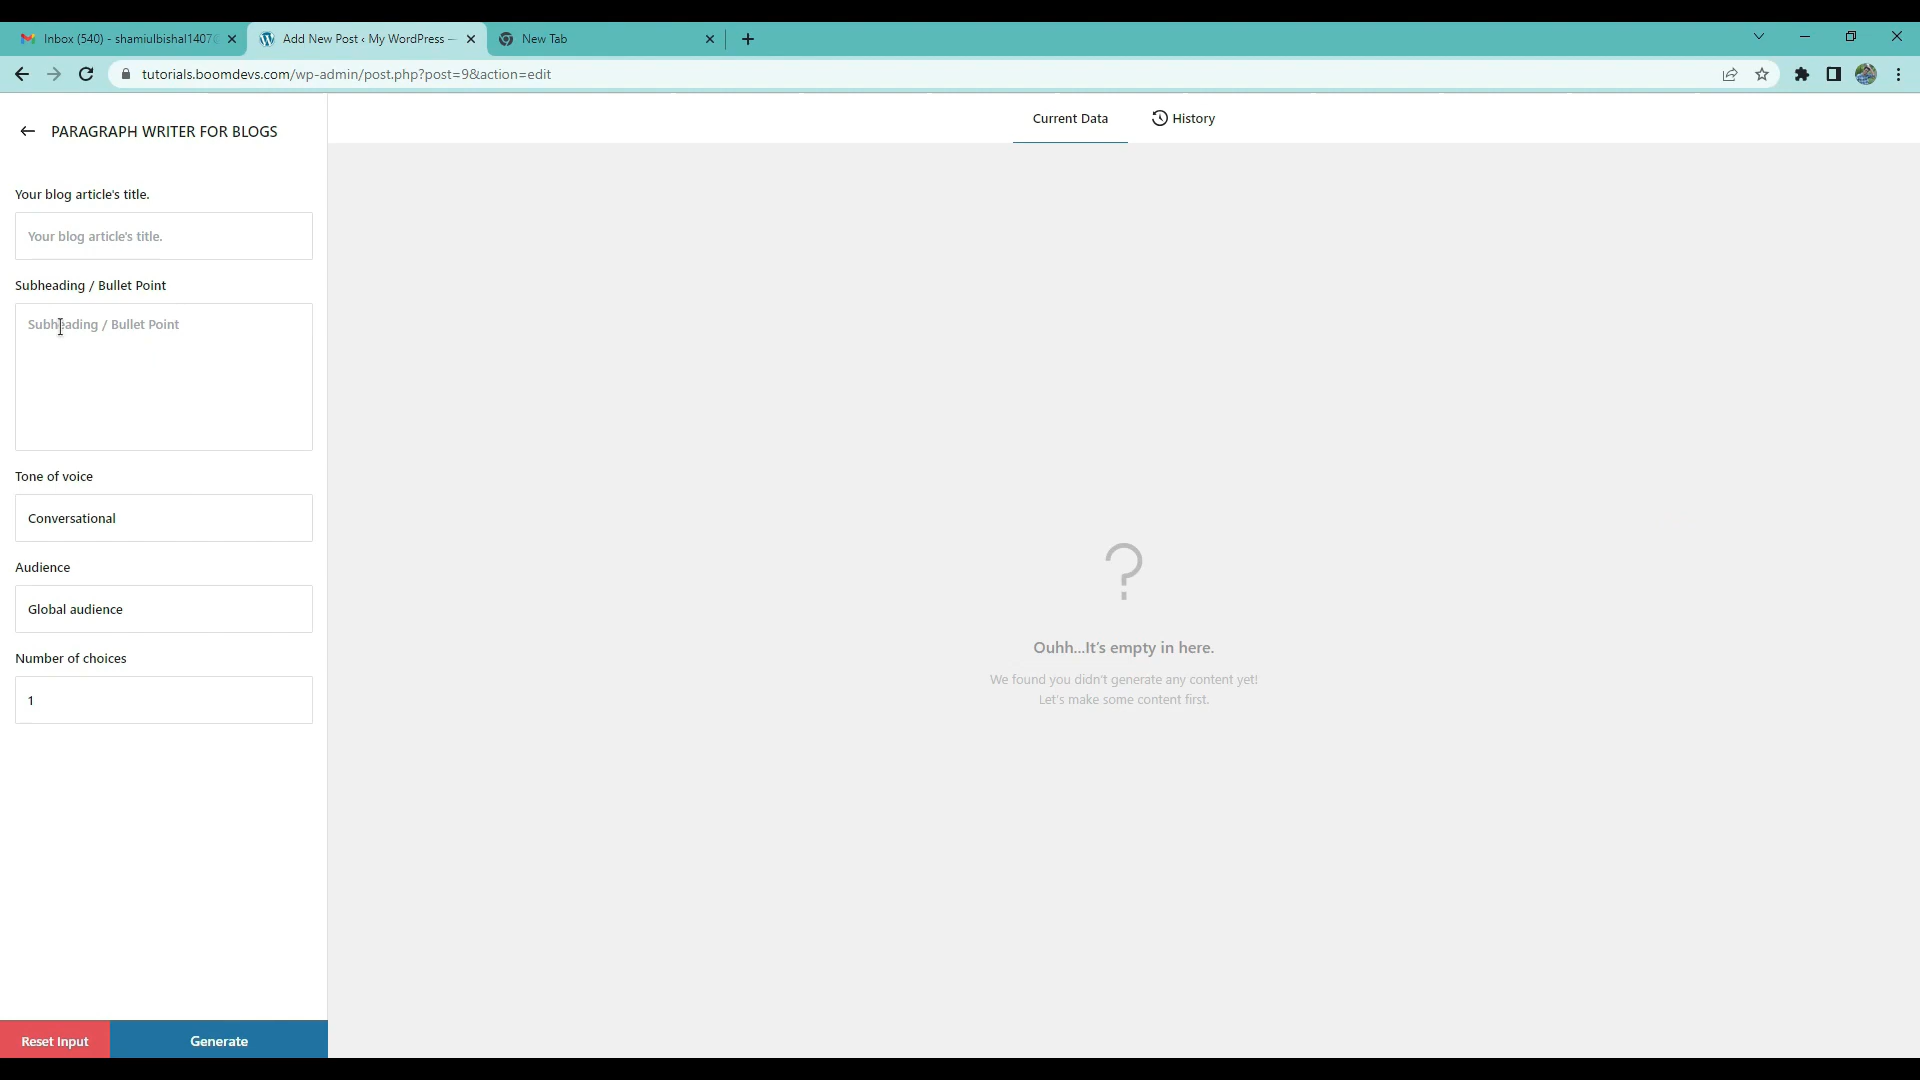 Inbox (540) - shamiulbishal1407
Add New Post ‹ My WordPress —
New Tab
tutorials.boomdevs.com/wp-admin/post.php?post=9&action=edit
PARAGRAPH WRITER FOR BLOGS
Current Data
History
Your blog article's title.
Your blog article's title.
Subheading / Bullet Point
Subheading / Bullet Point
Tone of voice
Conversational
Audience
Global audience
Number of choices
1
?
Ouhh...It's empty in here.
We found you didn't generate any content yet!
Let's make some content first.
Reset Input
Generate